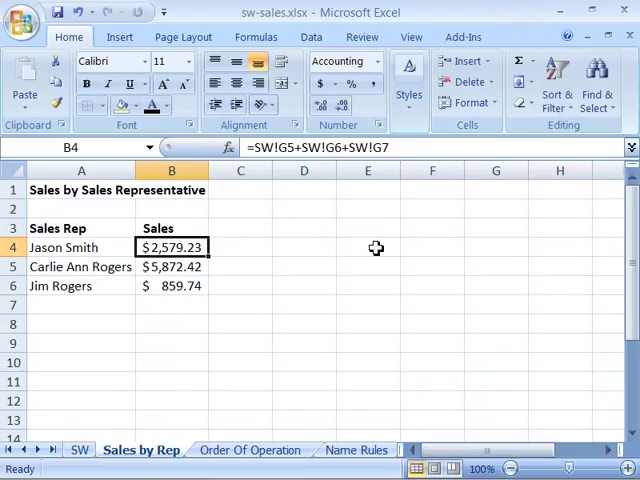 sw-sales.xlsx - Microsoft Excel
Home Insert Page Layout Formulas Data Review View Add-Ins
Paste
Clipboard
Calibri 11
B I U
A A
A
Font
Alignment
Accounting
$ % ,
.00 .0
Number
A
Styles
Insert
Delete
Format
Cells
Σ
Sort & Filter
Find & Select
Editing
B4 fx =SW!G5+SW!G6+SW!G7
A B C D E F G H
1 Sales by Sales Representative
2
3 Sales Rep Sales
4 Jason Smith $2,579.23
5 Carlie Ann Rogers $5,872.42
6 Jim Rogers $ 859.74
7
8
9
10
11
12
13
14
SW Sales by Rep Order Of Operation Name Rules
Ready 100%